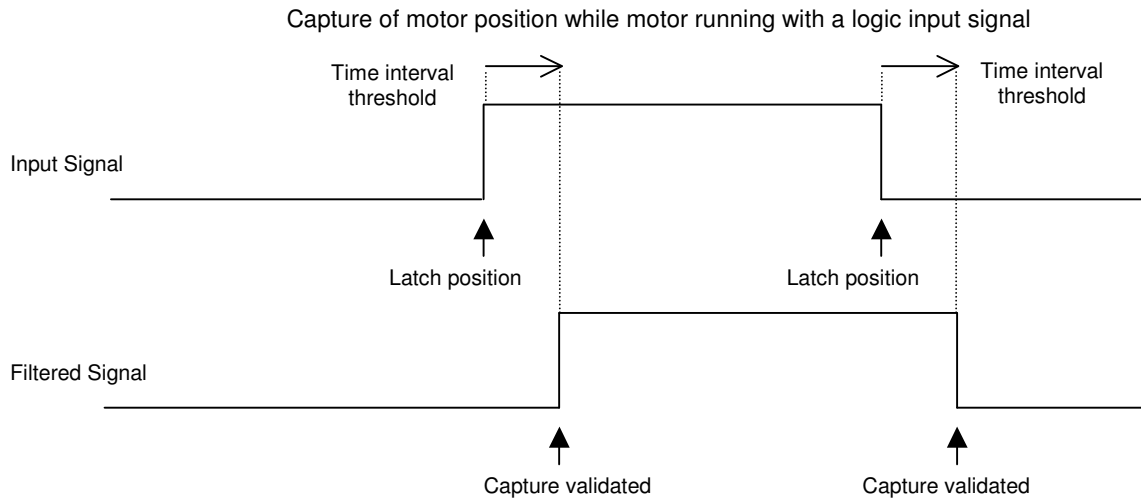 Capture of motor position while motor running with a logic input signal
Time interval
threshold
Time interval
threshold
Input Signal
Latch position
Latch position
Filtered Signal
Capture validated
Capture validated